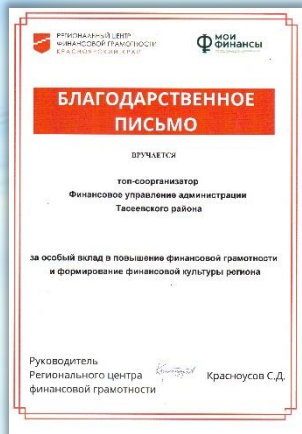 РЕГИОНАЛЬНЫЙ ЦЕНТР
ФИНАНСОВОЙ ГРАМОТНОСТИ
КРАСНОЯРСКИЙ КРАЙ
МОИ
ФИНАНСЫ
БЛАГОДАРСТВЕННОЕ
ПИСЬМО
ВРУЧАЕТСЯ
топ-соорганизатор
Финансовое управление администрации
Тасеевского района
за особый вклад в повышение финансовой грамотности
и формирование финансовой культуры региона
Руководитель
Регионального центра
финансовой грамотности
Красноусов С.Д.